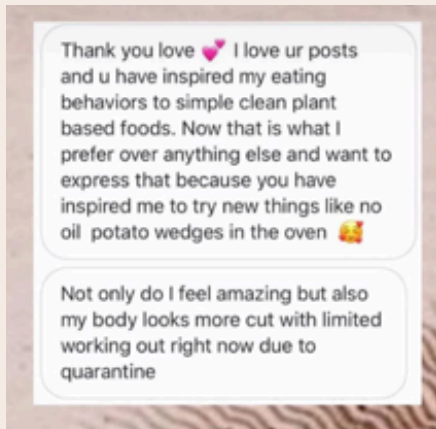 Thank you love 💕 I love ur posts
and u have inspired my eating
behaviors to simple clean plant
based foods. Now that is what I
prefer over anything else and want to
express that because you have
inspired me to try new things like no
oil  potato wedges in the oven 🥰
Not only do I feel amazing but also
my body looks more cut with limited
working out right now due to
quarantine